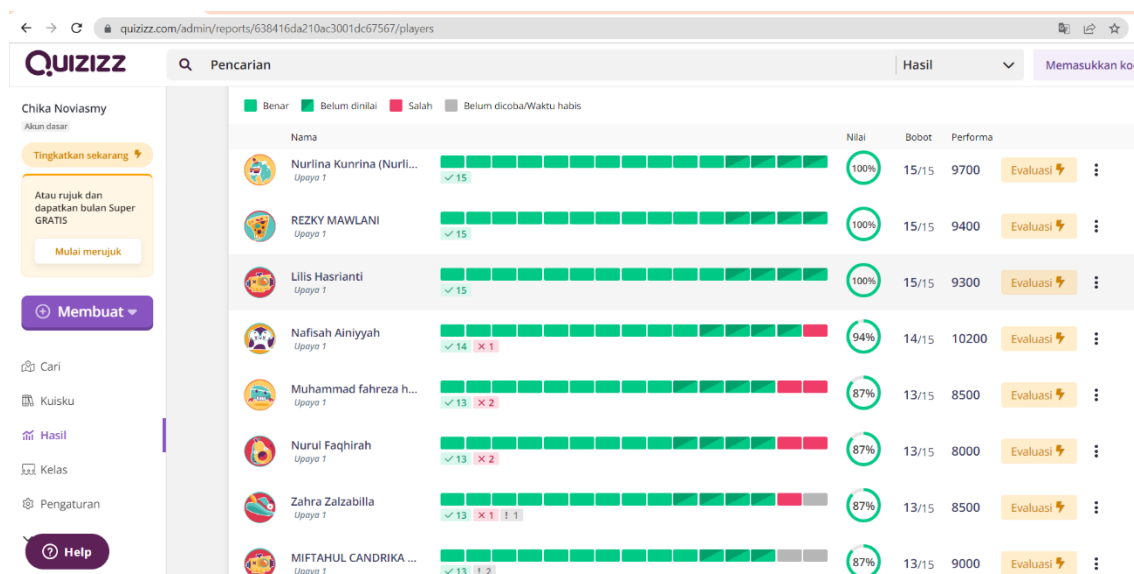 quizizz.com/admin/reports/638416da210ac3001dc67567/players
QUIZIZZ
Pencarian
Hasil
Memasukkan ko
Chika Noviasmy
Akun dasar
Tingkatkan sekarang
Atau rujuk dan
dapatkan bulan Super
GRATIS
Mulai merujuk
Membuat
Cari
Kuisku
Hasil
Kelas
Pengaturan
Help
Benar Belum dinilai Salah Belum dicoba/Waktu habis
Nama Nilai Bobot Performa
Nurlina Kunrina (Nurli... 100% 15/15 9700 Evaluasi
Upaya 1 15
REZKY MAWLANI 100% 15/15 9400 Evaluasi
Upaya 1 15
Lilis Hasrianti 100% 15/15 9300 Evaluasi
Upaya 1 15
Nafisah Ainiyyah 94% 14/15 10200 Evaluasi
Upaya 1 14 1
Muhammad fahreza h... 87% 13/15 8500 Evaluasi
Upaya 1 13 2
Nurul Faqhirah 87% 13/15 8000 Evaluasi
Upaya 1 13 2
Zahra Zalzabilla 87% 13/15 8500 Evaluasi
Upaya 1 13 1 ! 1
MIFTAHUL CANDRIKA ... 87% 13/15 9000 Evaluasi
Upaya 1 13 ! 2